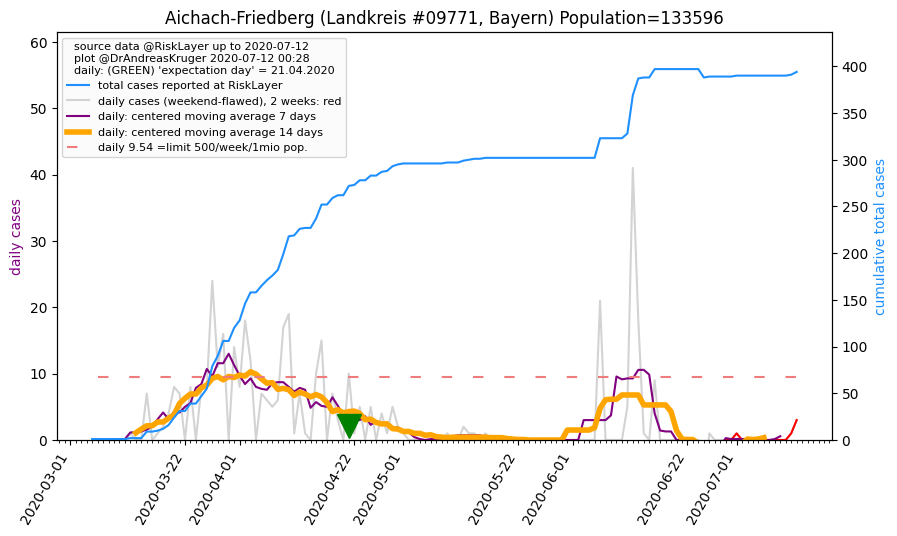 Aichach-Friedberg (Landkreis #09771, Bayern) Population=133596
source data @RiskLayer up to 2020-07-12
plot @DrAndreasKruger 2020-07-12 00:28
daily: (GREEN) 'expectation day' = 21.04.2020
total cases reported at RiskLayer
daily cases (weekend-flawed), 2 weeks: red
daily: centered moving average 7 days
daily: centered moving average 14 days
daily 9.54 =limit 500/week/1mio pop.
daily cases
60
50
40
30
20
10
0
cumulative total cases
400
350
300
250
200
150
100
50
0
2020-03-01
2020-03-22
2020-04-01
2020-04-22
2020-05-01
2020-05-22
2020-06-01
2020-06-22
2020-07-01